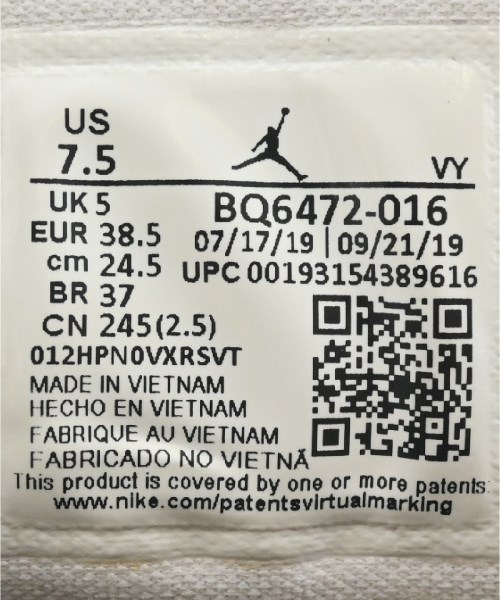 US
7.5
VY
UK 5
EUR 38.5
cm 24.5
BR 37
CN 245(2.5)
BQ6472-016
07/17/19 | 09/21/19
UPC 00193154389616
012HPN0VXRSVT
MADE IN VIETNAM
HECHO EN VIETNAM
FABRIQUE AU VIETNAM
FABRICADO NO VIETNÃ
This product is covered by one or more patents:
www.nike.com/patentsvirtualmarking